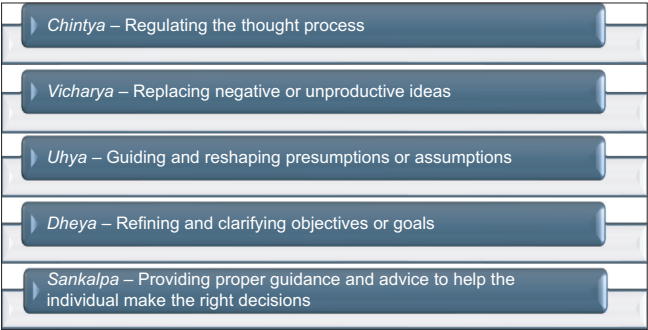 Chintya – Regulating the thought process
Vicharya – Replacing negative or unproductive ideas
Uhya – Guiding and reshaping presumptions or assumptions
Dheya – Refining and clarifying objectives or goals
Sankalpa – Providing proper guidance and advice to help the
individual make the right decisions